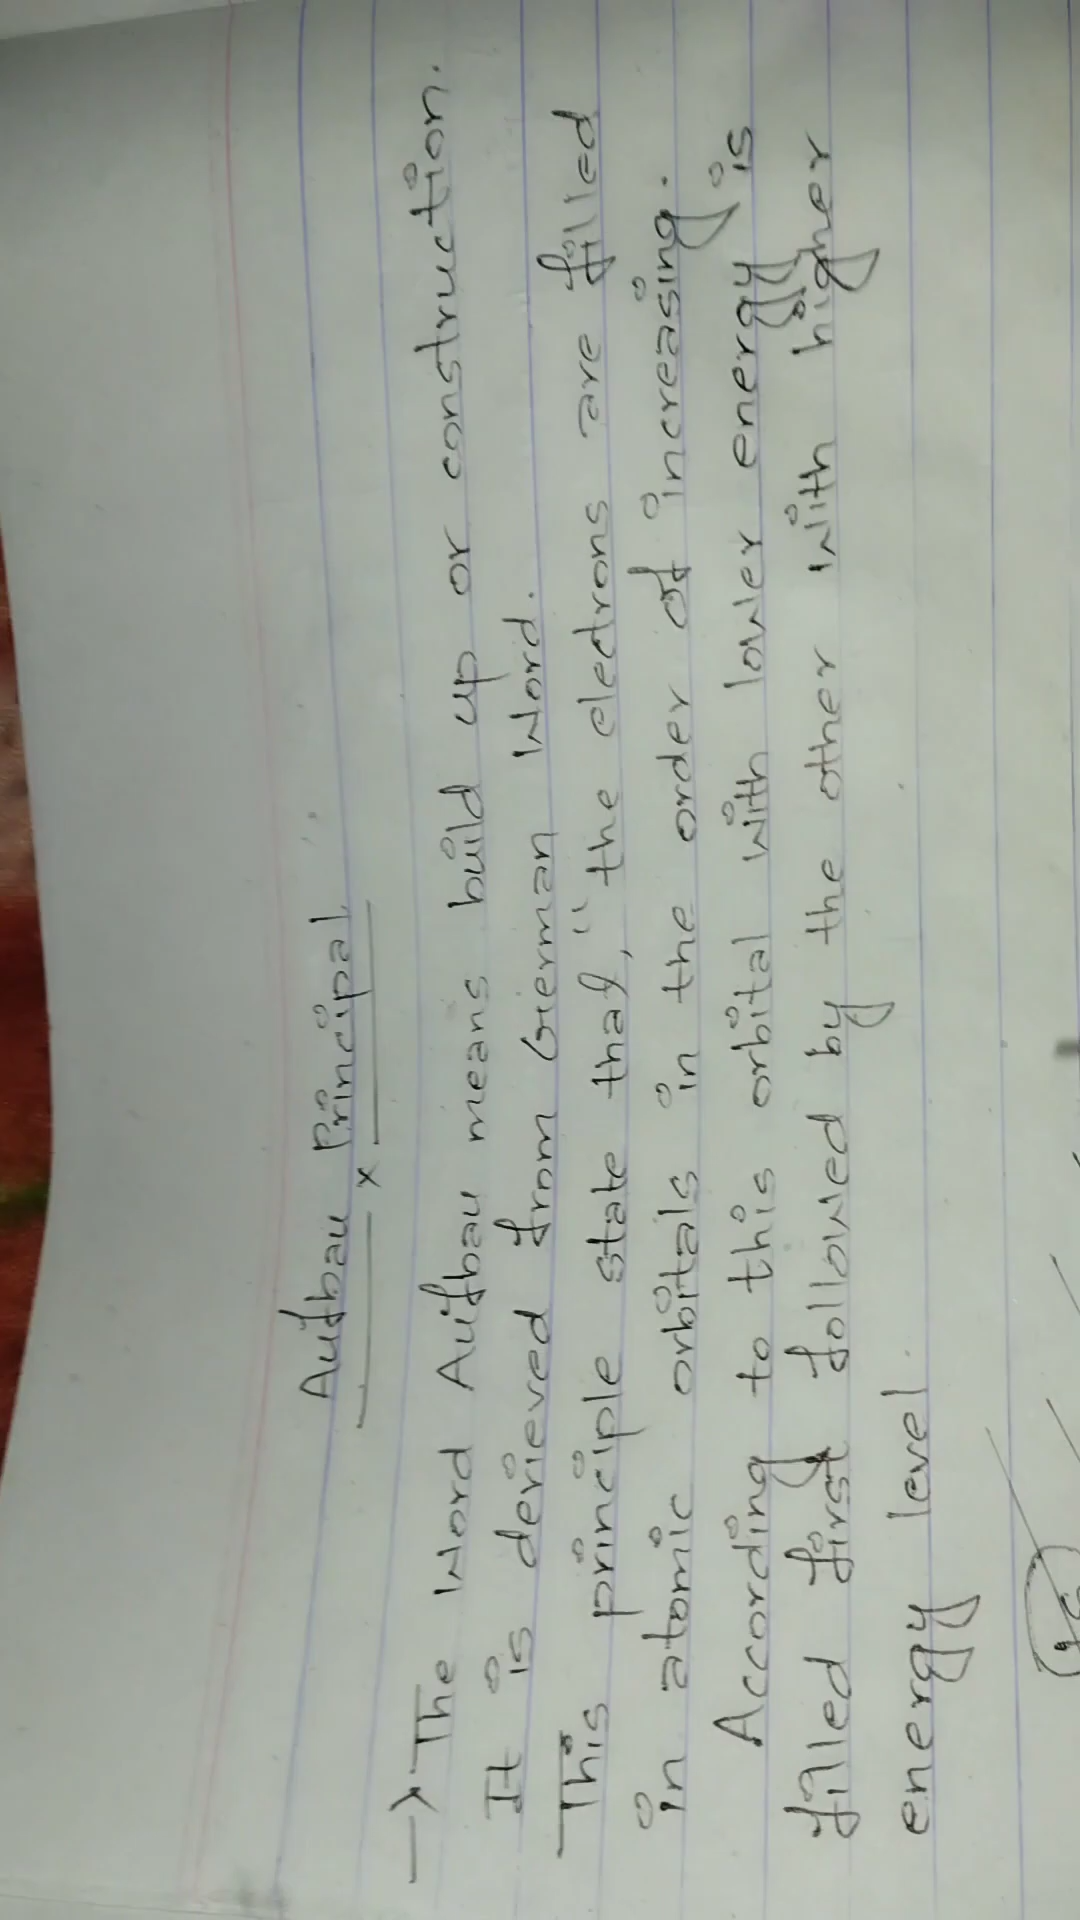 Aufbau Principal
x
→ The Word Aufbau means build up or construction.
It is derieved from German Word.
This principle state that, "the electrons are filled
in atomic orbitals in the order of increasing.
According to this orbital with lower energy is
filled first followed by the other with higher
energy level.